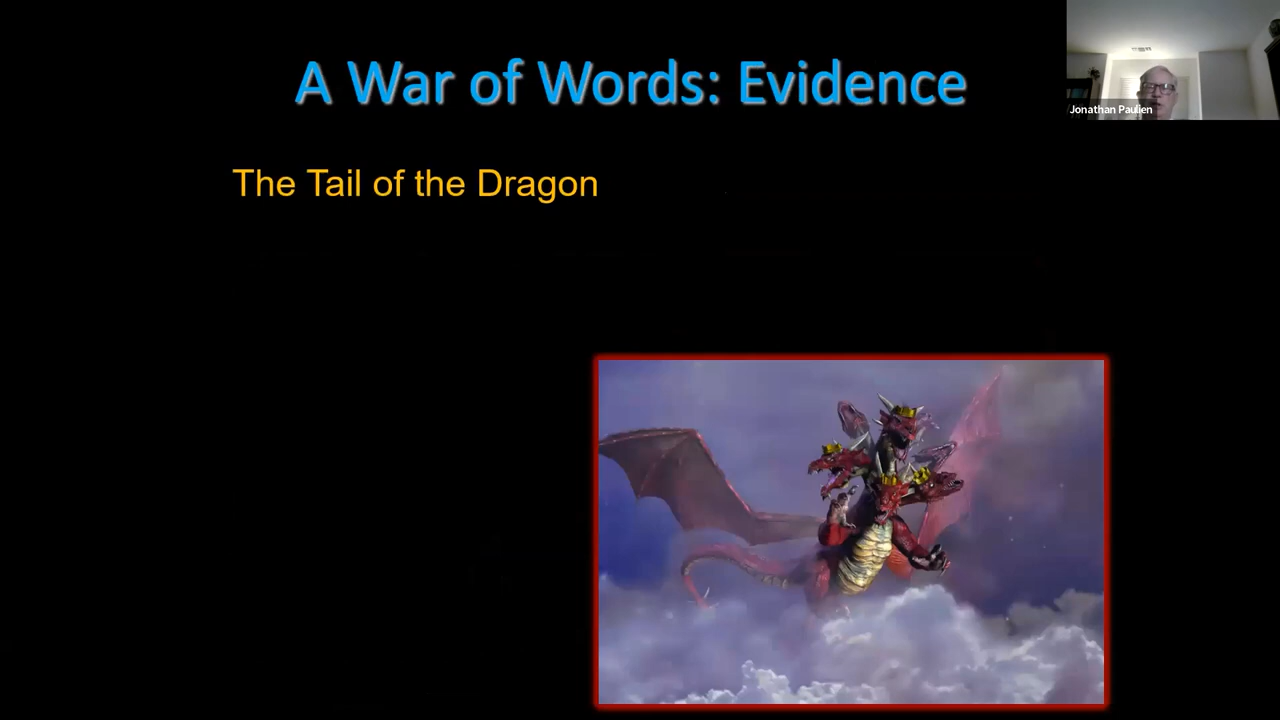 A War of Words: Evidence
Jonathan Paulien
The Tail of the Dragon